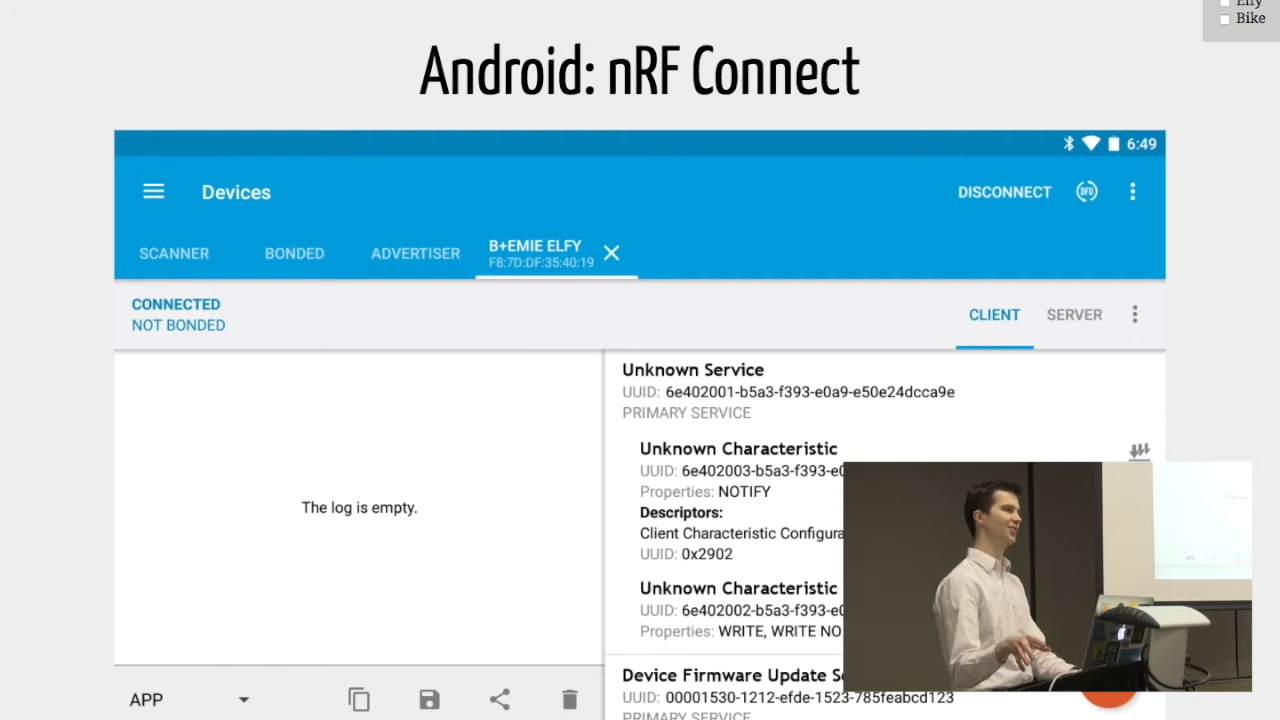 Elfy
Bike
Android: nRF Connect
6:49
Devices
DISCONNECT
DFU
SCANNER
BONDED
ADVERTISER
B+EMIE ELFY
F8:7D:DF:35:40:19
CONNECTED
NOT BONDED
CLIENT
SERVER
Unknown Service
UUID: 6e402001-b5a3-f393-e0a9-e50e24dcca9e
PRIMARY SERVICE
Unknown Characteristic
UUID: 6e402003-b5a3-f393-e0
Properties: NOTIFY
Descriptors:
Client Characteristic Configura
UUID: 0x2902
The log is empty.
Unknown Characteristic
UUID: 6e402002-b5a3-f393-e0
Properties: WRITE, WRITE NO
Device Firmware Update S
UUID: 00001530-1212-efde-1523-785feabcd123
PRIMARY SERVICE
APP